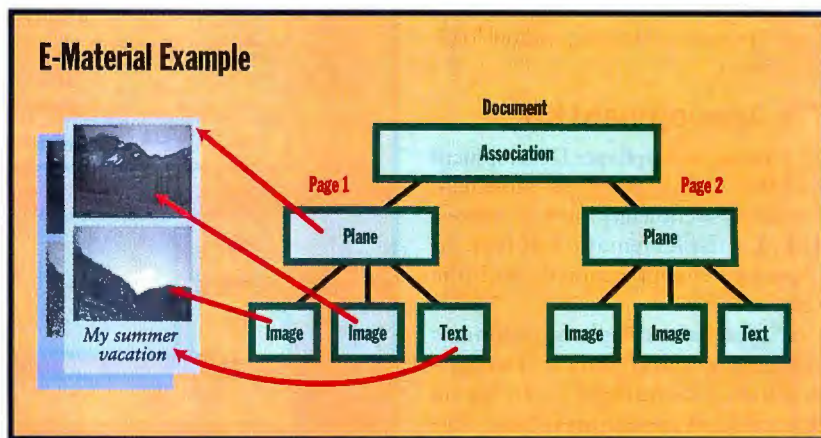 E-Material Example
Document
Association
Page 1
Page 2
Plane
Plane
Image
Image
Text
Image
Image
Text
My summer
vacation